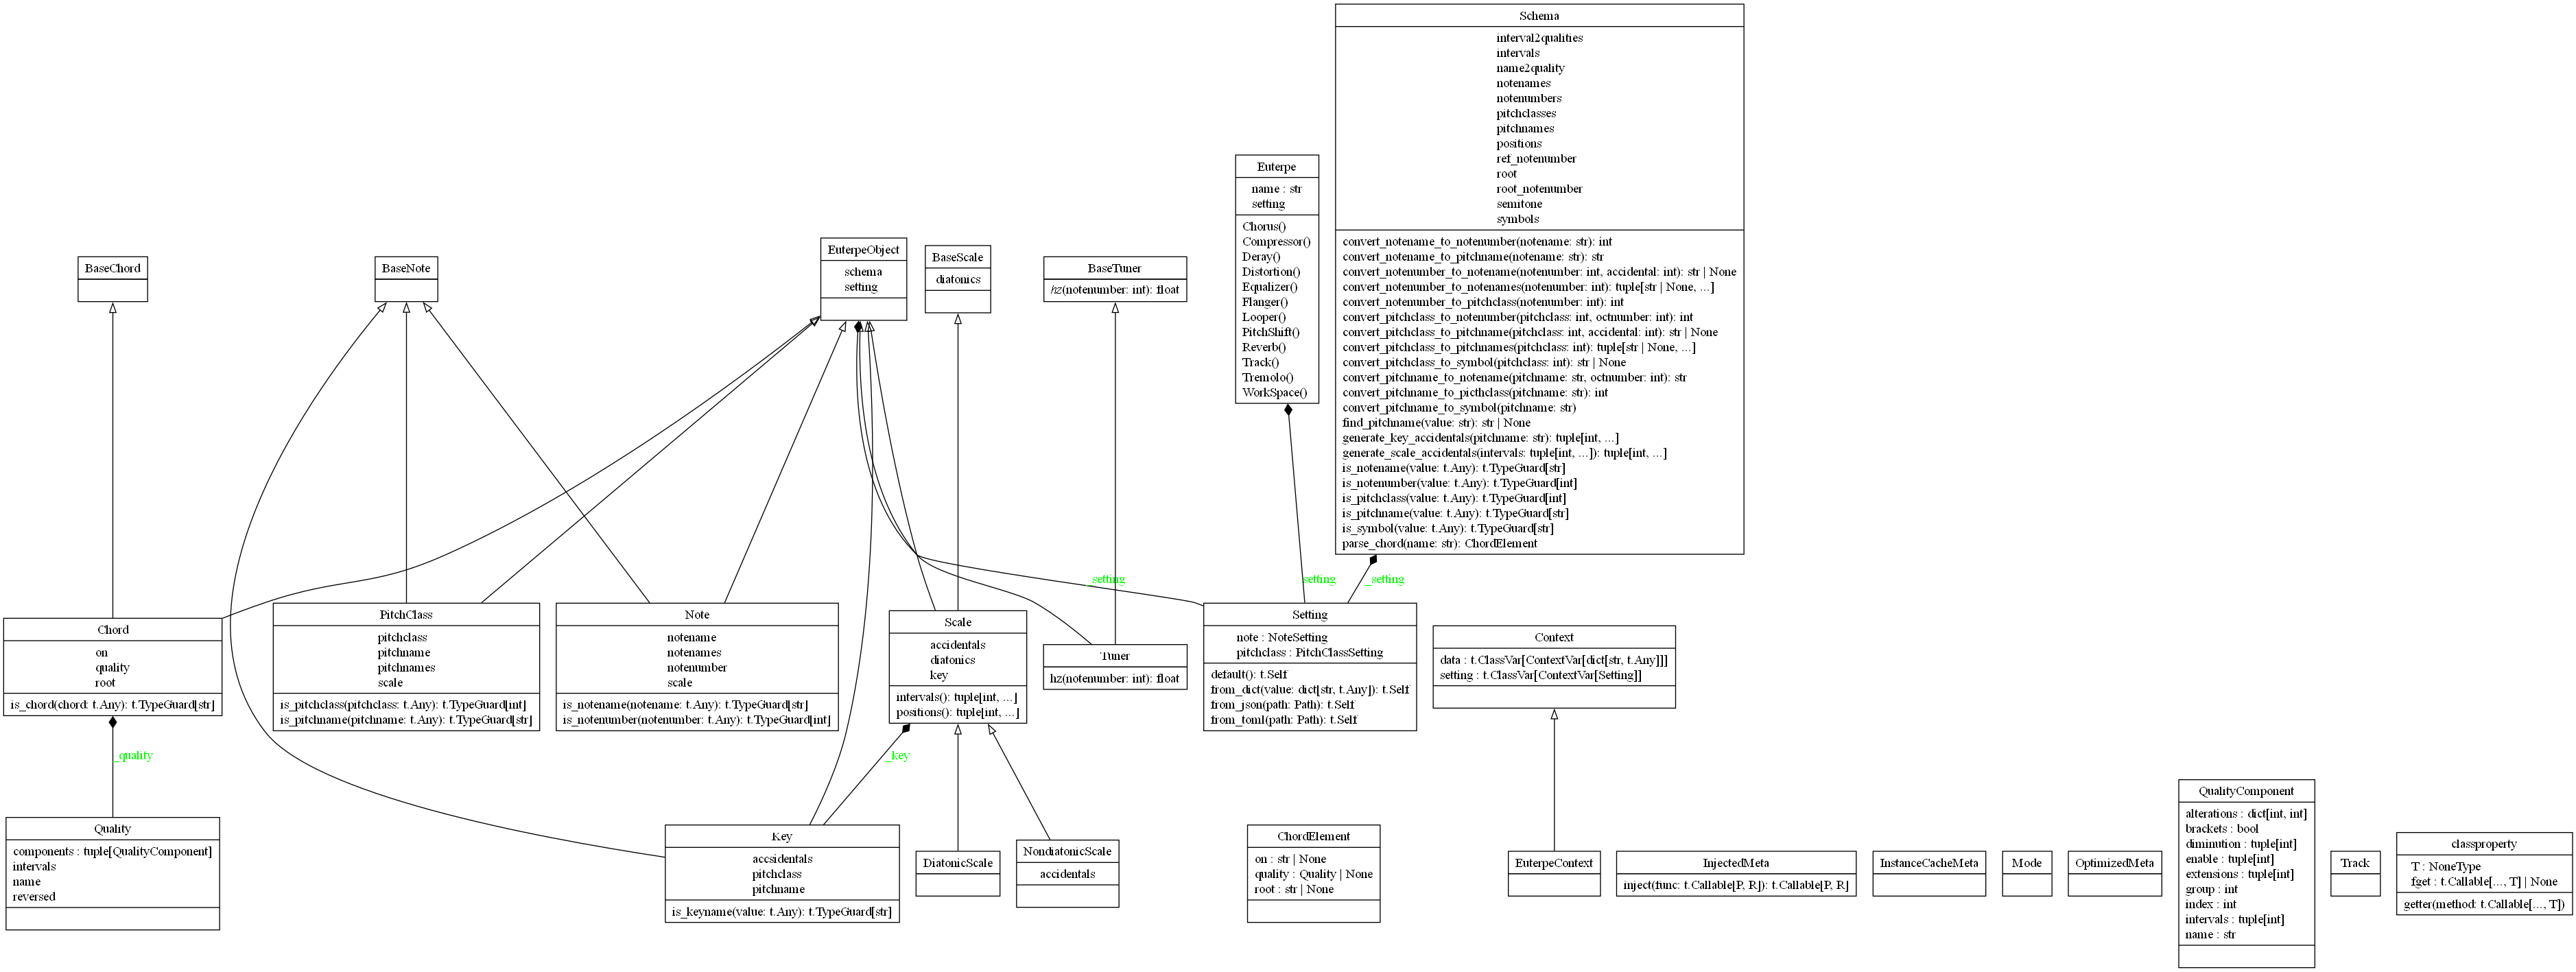 Schema
interval2qualities
intervals
name2quality
notenames
notenumbers
pitchclasses
pitchnames
positions
ref_notenumber
root
root_notenumber
semitone
symbols
convert_notename_to_notenumber(notename: str): int
convert_notename_to_pitchname(notename: str): str
convert_notenumber_to_notename(notenumber: int, accidental: int): str | None
convert_notenumber_to_notenames(notenumber: int): tuple[str | None, ...]
convert_notenumber_to_pitchclass(notenumber: int): int
convert_pitchclass_to_notenumber(pitchclass: int, octnumber: int): int
convert_pitchclass_to_pitchname(pitchclass: int, accidental: int): str | None
convert_pitchclass_to_pitchnames(pitchclass: int): tuple[str | None, ...]
convert_pitchclass_to_symbol(pitchclass: int): str | None
convert_pitchname_to_notename(pitchname: str, octnumber: int): str
convert_pitchname_to_picthclass(pitchname: str): int
convert_pitchname_to_symbol(pitchname: str)
find_pitchname(value: str): str | None
generate_key_accidentals(pitchname: str): tuple[int, ...]
generate_scale_accidentals(intervals: tuple[int, ...]): tuple[int, ...]
is_notename(value: t.Any): t.TypeGuard[str]
is_notenumber(value: t.Any): t.TypeGuard[int]
is_pitchclass(value: t.Any): t.TypeGuard[int]
is_pitchname(value: t.Any): t.TypeGuard[str]
is_symbol(value: t.Any): t.TypeGuard[str]
parse_chord(name: str): ChordElement
Euterpe
name : str
setting
Chorus()
Compressor()
Deray()
Distortion()
Equalizer()
Flanger()
Looper()
PitchShift()
Reverb()
Track()
Tremolo()
WorkSpace()
BaseChord
BaseNote
EuterpeObject
schema
setting
BaseScale
diatonics
BaseTuner
hz(notenumber: int): float
_setting
setting
_setting
Chord
on
quality
root
is_chord(chord: t.Any): t.TypeGuard[str]
PitchClass
pitchclass
pitchname
pitchnames
scale
is_pitchclass(pitchclass: t.Any): t.TypeGuard[int]
is_pitchname(pitchname: t.Any): t.TypeGuard[str]
Note
notename
notenames
notenumber
scale
is_notename(notename: t.Any): t.TypeGuard[str]
is_notenumber(notenumber: t.Any): t.TypeGuard[int]
Scale
accidentals
diatonics
key
intervals(): tuple[int, ...]
positions(): tuple[int, ...]
Tuner
hz(notenumber: int): float
Setting
note : NoteSetting
pitchclass : PitchClassSetting
default(): t.Self
from_dict(value: dict[str, t.Any]): t.Self
from_json(path: Path): t.Self
from_toml(path: Path): t.Self
Context
data : t.ClassVar[ContextVar[dict[str, t.Any]]]
setting : t.ClassVar[ContextVar[Setting]]
_quality
_key
Quality
components : tuple[QualityComponent]
intervals
name
reversed
Key
accsidentals
pitchclass
pitchname
is_keyname(value: t.Any): t.TypeGuard[str]
DiatonicScale
NondiatonicScale
accidentals
ChordElement
on : str | None
quality : Quality | None
root : str | None
EuterpeContext
InjectedMeta
inject(func: t.Callable[P, R]): t.Callable[P, R]
InstanceCacheMeta
Mode
OptimizedMeta
QualityComponent
alterations : dict[int, int]
brackets : bool
diminution : tuple[int]
enable : tuple[int]
extensions : tuple[int]
group : int
index : int
intervals : tuple[int]
name : str
Track
classproperty
T : NoneType
fget : t.Callable[..., T] | None
getter(method: t.Callable[..., T])